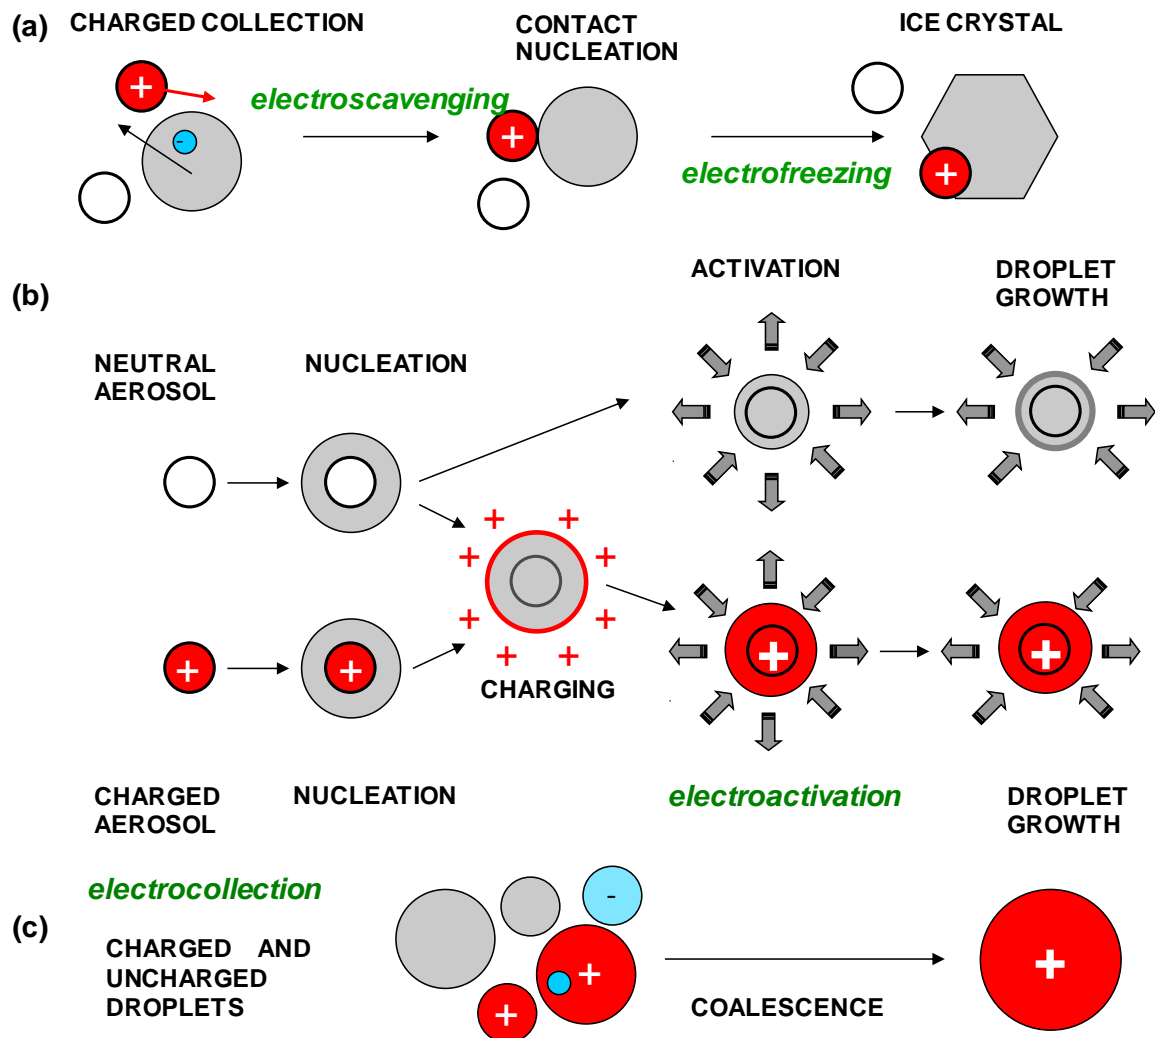 (a)
CHARGED COLLECTION
CONTACT
NUCLEATION
ICE CRYSTAL
+
-
electroscavenging
+
electrofreezing
+
(b)
ACTIVATION
DROPLET
GROWTH
NEUTRAL
AEROSOL
NUCLEATION
+ +
+ +
+ +
+ +
CHARGING
+
+
+
+
CHARGED
AEROSOL
NUCLEATION
electroactivation
DROPLET
GROWTH
electrocollection
(c)
CHARGED AND
UNCHARGED
DROPLETS
-
+
+
COALESCENCE
+